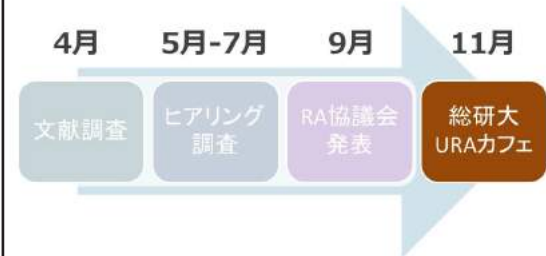 4月 5月-7月 9月 11月
文献調査
ヒアリング
調査
RA協議会
発表
総研大
URAカフェ